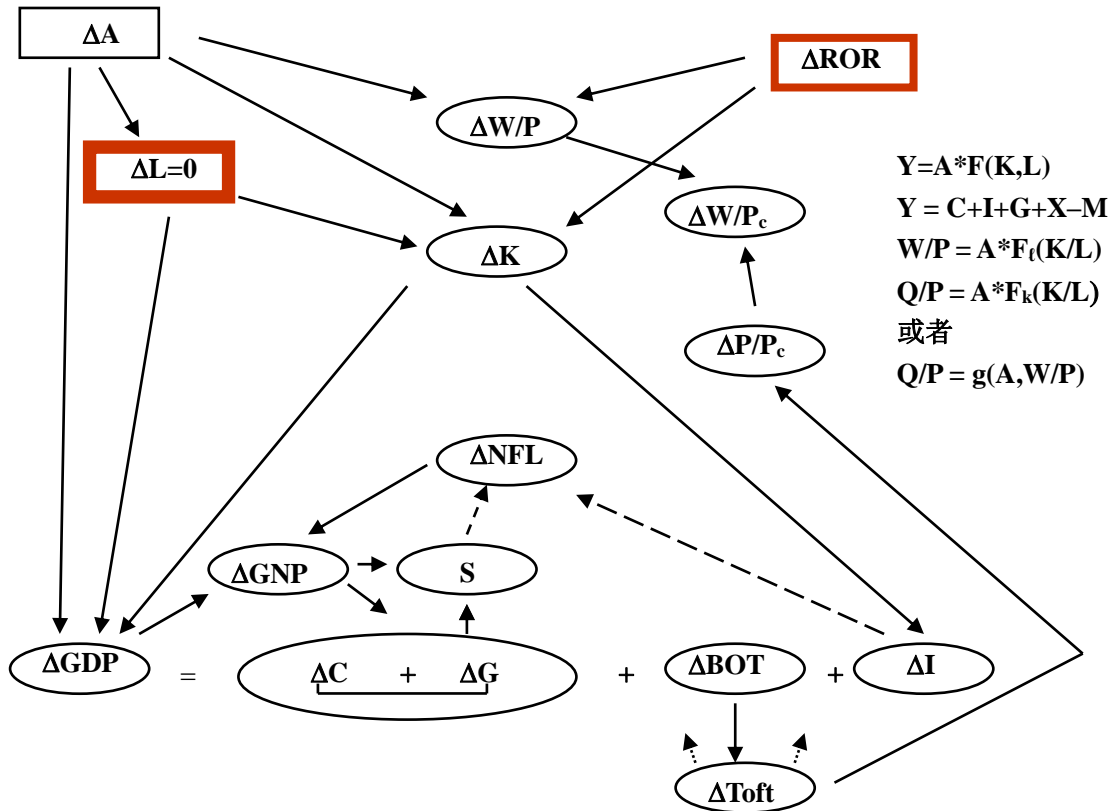 ΔA
ΔROR
ΔW/P
ΔL=0
Y=A*F(K,L)
ΔW/Pc
Y = C+I+G+X–M
ΔK
W/P = A*Fℓ(K/L)
Q/P = A*Fk(K/L)
或者
ΔP/Pc
Q/P = g(A,W/P)
ΔNFL
ΔGNP
S
ΔGDP = ΔC + ΔG + ΔBOT + ΔI
ΔToft